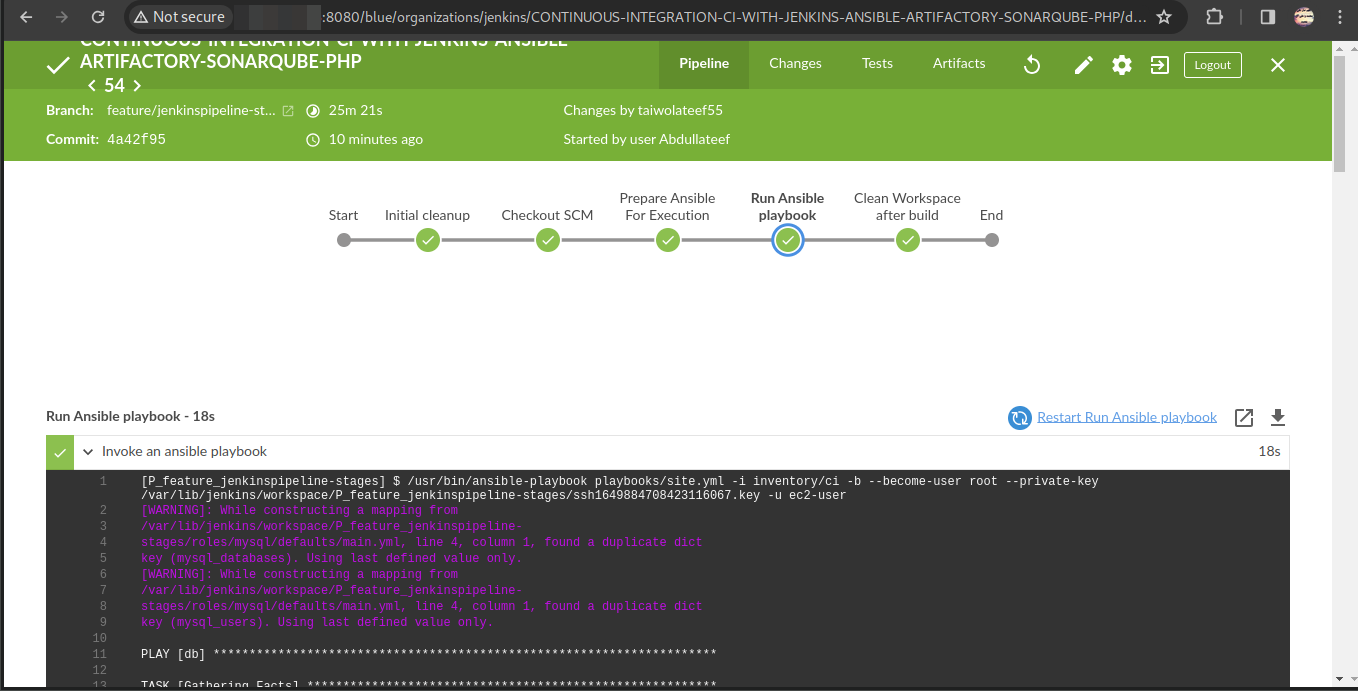 Not secure
:8080/blue/organizations/jenkins/CONTINUOUS-INTEGRATION-CI-WITH-JENKINS-ANSIBLE-ARTIFACTORY-SONARQUBE-PHP/d...
CONTINUOUS-INTEGRATION-CI-WITH-JENKINS-ANSIBLE-
ARTIFACTORY-SONARQUBE-PHP
< 54 >
Pipeline Changes Tests Artifacts Logout
Branch: feature/jenkinspipeline-st... 25m 21s Changes by taiwolateef55
Commit: 4a42f95 10 minutes ago Started by user Abdullateef
Start Initial cleanup Checkout SCM Prepare Ansible For Execution Run Ansible playbook Clean Workspace after build End
Run Ansible playbook - 18s Restart Run Ansible playbook
Invoke an ansible playbook 18s
1 [P_feature_jenkinspipeline-stages] $ /usr/bin/ansible-playbook playbooks/site.yml -i inventory/ci -b --become-user root --private-key
/var/lib/jenkins/workspace/P_feature_jenkinspipeline-stages/ssh1649884708423116067.key -u ec2-user
2 [WARNING]: While constructing a mapping from
3 /var/lib/jenkins/workspace/P_feature_jenkinspipeline-
4 stages/roles/mysql/defaults/main.yml, line 4, column 1, found a duplicate dict
5 key (mysql_databases). Using last defined value only.
6 [WARNING]: While constructing a mapping from
7 /var/lib/jenkins/workspace/P_feature_jenkinspipeline-
8 stages/roles/mysql/defaults/main.yml, line 4, column 1, found a duplicate dict
9 key (mysql_users). Using last defined value only.
10
11 PLAY [db] **********************************************************************
12
13 TASK [Gathering Facts] *********************************************************